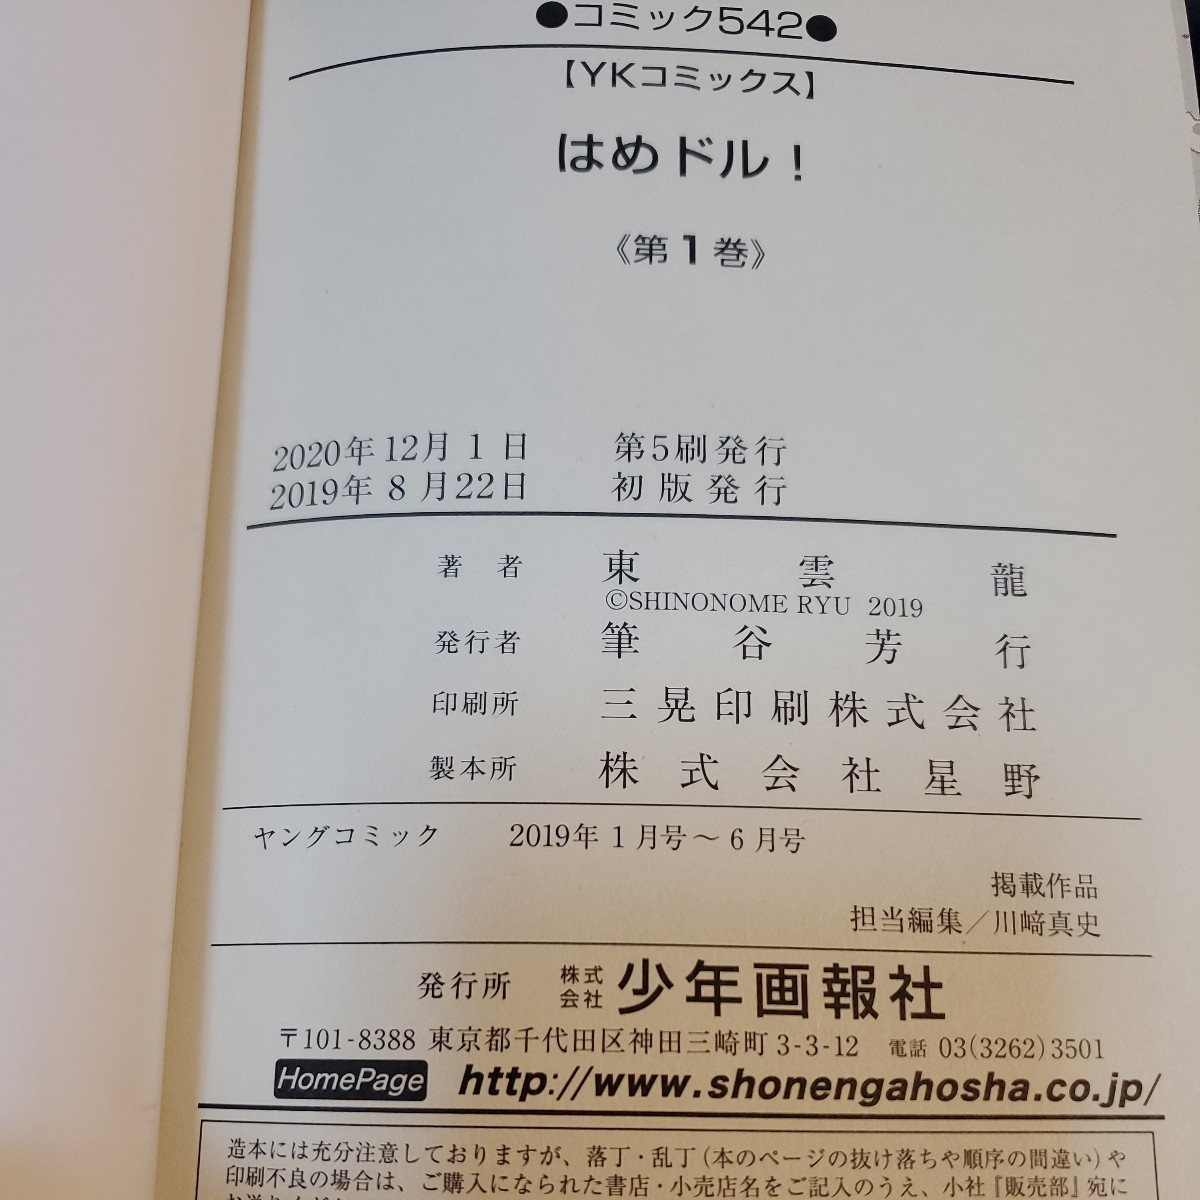 ●コミック542●
【YKコミックス】
はめドル！
《第1巻》
2020年12月1日 第5刷発行
2019年8月22日 初版発行
著者 東雲龍
©SHINONOME RYU 2019
発行者 筆谷芳行
印刷所 三晃印刷株式会社
製本所 株式会社星野
ヤングコミック 2019年1月号〜6月号
掲載作品
担当編集／川﨑真史
発行所 株式会社 少年画報社
〒101-8388 東京都千代田区神田三崎町3-3-12 電話 03(3262)3501
HomePage http://www.shonengahosha.co.jp/
造本には充分注意しておりますが、落丁・乱丁(本のページの抜け落ちや順序の間違い)や
印刷不良の場合は、ご購入になられた書店・小売店名をご記入のうえ、小社『販売部』宛に